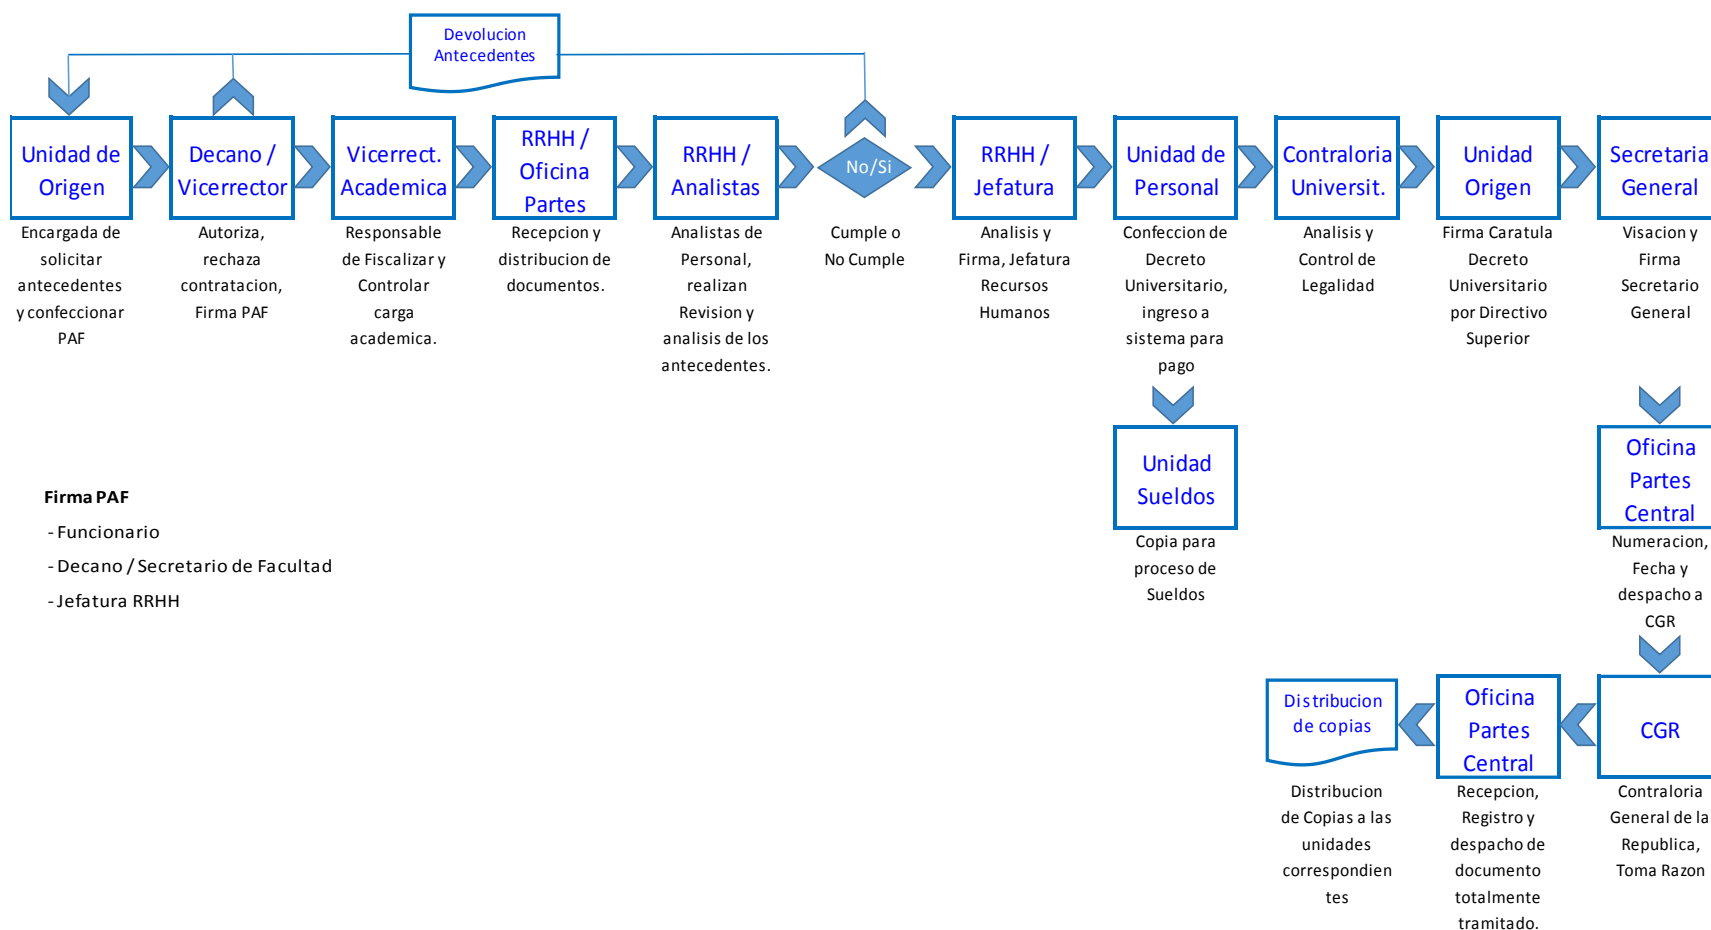 Devolucion
Antecedentes
Unidad de
Origen
Encargada de
solicitar
antecedentes
y confeccionar
PAF
Decano /
Vicerrector
Autoriza,
rechaza
contratacion,
Firma PAF
Vicerrect.
Academica
Responsable
de Fiscalizar y
Controlar
carga
academica.
RRHH /
Oficina
Partes
Recepcion y
distribucion de
documentos.
RRHH /
Analistas
Analistas de
Personal,
realizan
Revision y
analisis de los
antecedentes.
No/Si
Cumple o
No Cumple
RRHH /
Jefatura
Analisis y
Firma, Jefatura
Recursos
Humanos
Unidad de
Personal
Confeccion de
Decreto
Universitario,
ingreso a
sistema para
pago
Contraloria
Universit.
Analisis y
Control de
Legalidad
Unidad
Origen
Firma Caratula
Decreto
Universitario
por Directivo
Superior
Secretaria
General
Visacion y
Firma
Secretario
General
Unidad
Sueldos
Copia para
proceso de
Sueldos
Oficina
Partes
Central
Numeracion,
Fecha y
despacho a
CGR
Firma PAF
- Funcionario
- Decano / Secretario de Facultad
- Jefatura RRHH
Distribucion
de copias
Distribucion
de Copias a las
unidades
correspondien
tes
Oficina
Partes
Central
Recepcion,
Registro y
despacho de
documento
totalmente
tramitado.
CGR
Contraloria
General de la
Republica,
Toma Razon